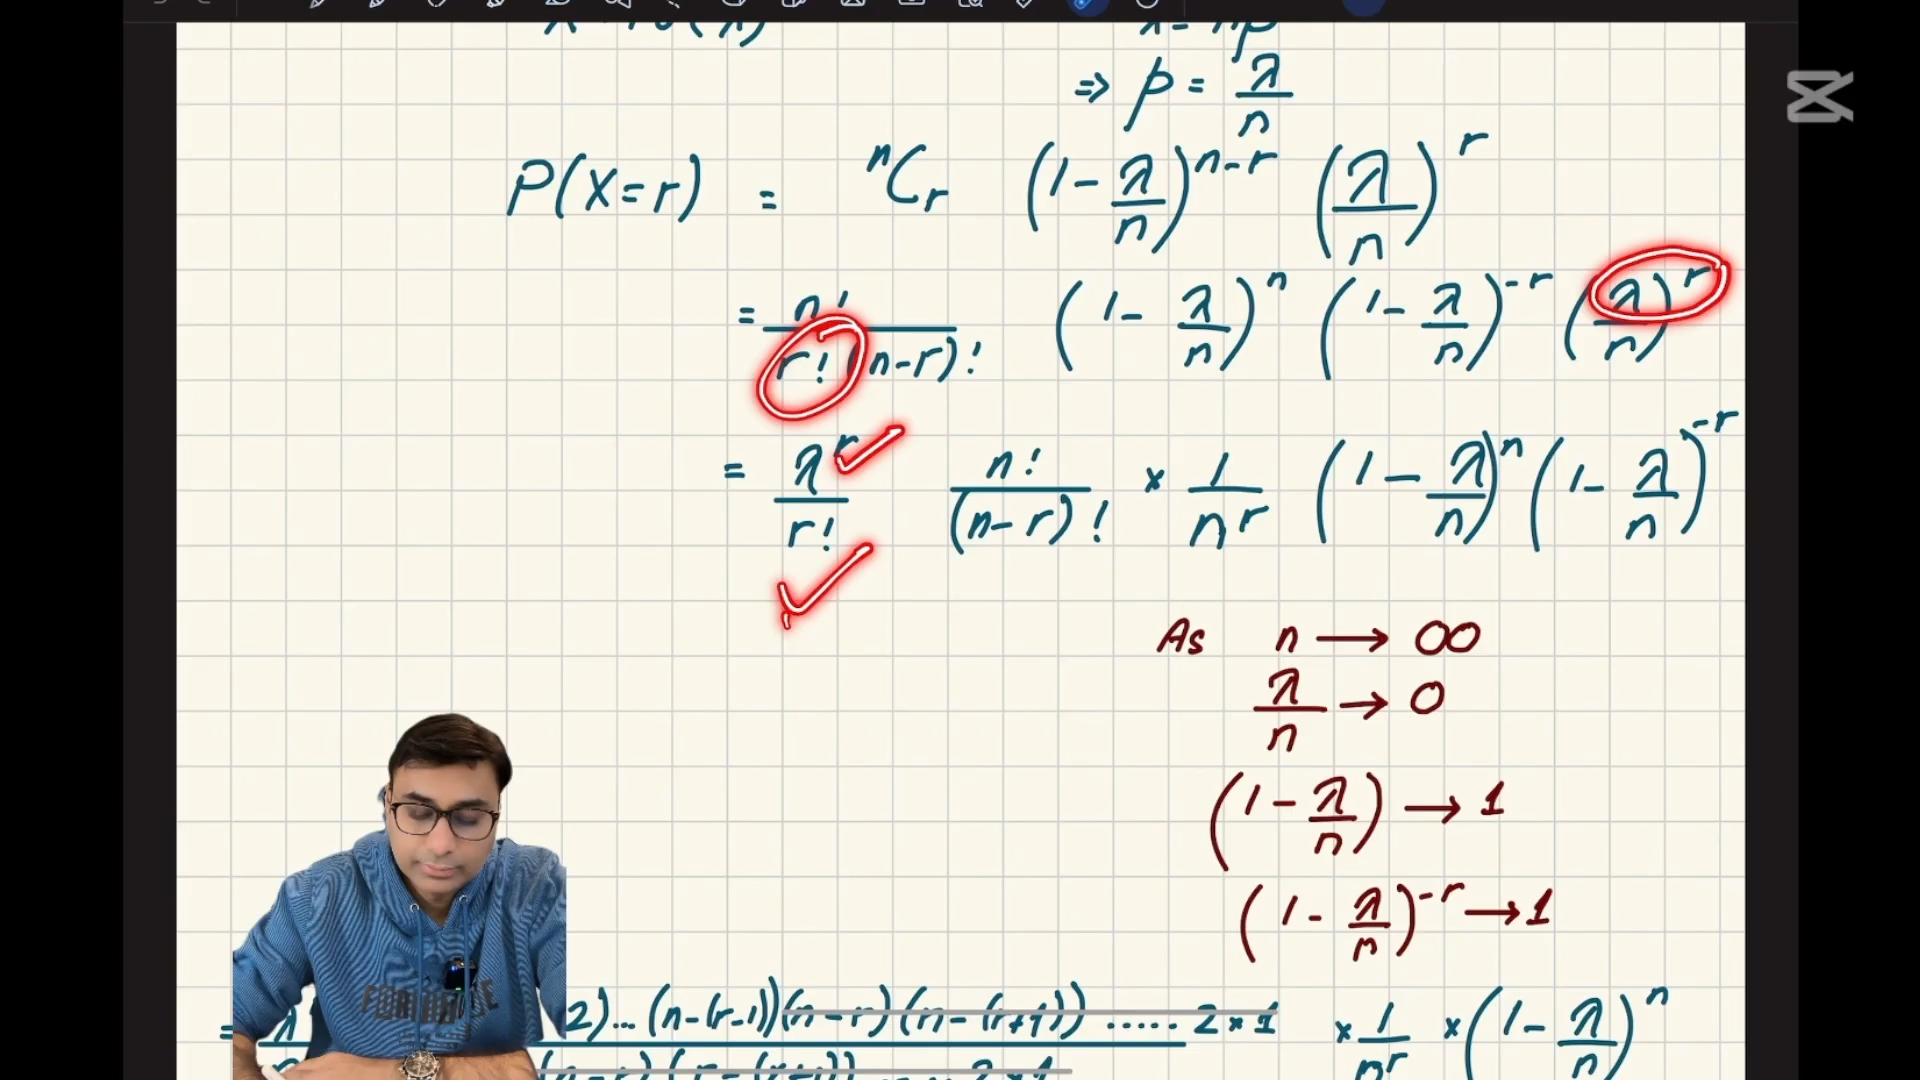 ⇒ p = λ/n
P(X=r) = ⁿCᵣ (1 - λ/n)ⁿ⁻ʳ (λ/n)ʳ
= n!/(r!(n-r)!) (1 - λ/n)ⁿ (1 - λ/n)⁻ʳ (λ/n)ʳ
= λʳ/r! n!/(n-r)! × 1/nʳ (1 - λ/n)ⁿ (1 - λ/n)⁻ʳ
As n → ∞
λ/n → 0
(1 - λ/n) → 1
(1 - λ/n)⁻ʳ → 1
2)...(n-(r-1))(n-r)(n-(r+1)) ..... 2×1 × 1/nʳ × (1 - λ/n)ⁿ